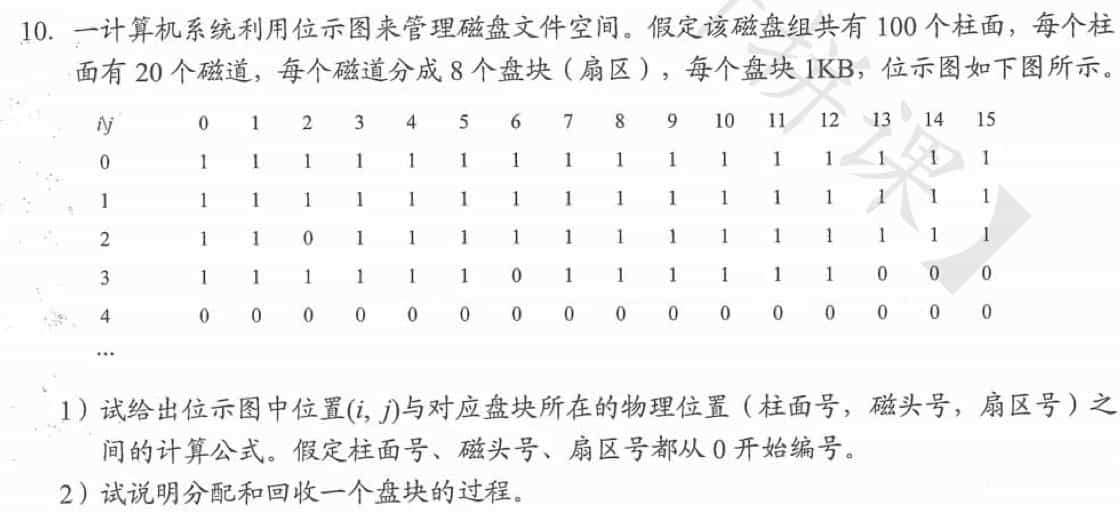 10. 一计算机系统利用位示图来管理磁盘文件空间。假定该磁盘组共有 100 个柱面，每个柱
面有 20 个磁道，每个磁道分成 8 个盘块（扇区），每个盘块 1KB，位示图如下图所示。
i/j 0 1 2 3 4 5 6 7 8 9 10 11 12 13 14 15
0 1 1 1 1 1 1 1 1 1 1 1 1 1 1 1 1
1 1 1 1 1 1 1 1 1 1 1 1 1 1 1 1 1
2 1 1 0 1 1 1 1 1 1 1 1 1 1 1 1 1
3 1 1 1 1 1 1 0 1 1 1 1 1 1 0 0 0
4 0 0 0 0 0 0 0 0 0 0 0 0 0 0 0 0
…
1）试给出位示图中位置(i, j)与对应盘块所在的物理位置（柱面号，磁头号，扇区号）之
间的计算公式。假定柱面号、磁头号、扇区号都从 0 开始编号。
2）试说明分配和回收一个盘块的过程。
拼课】